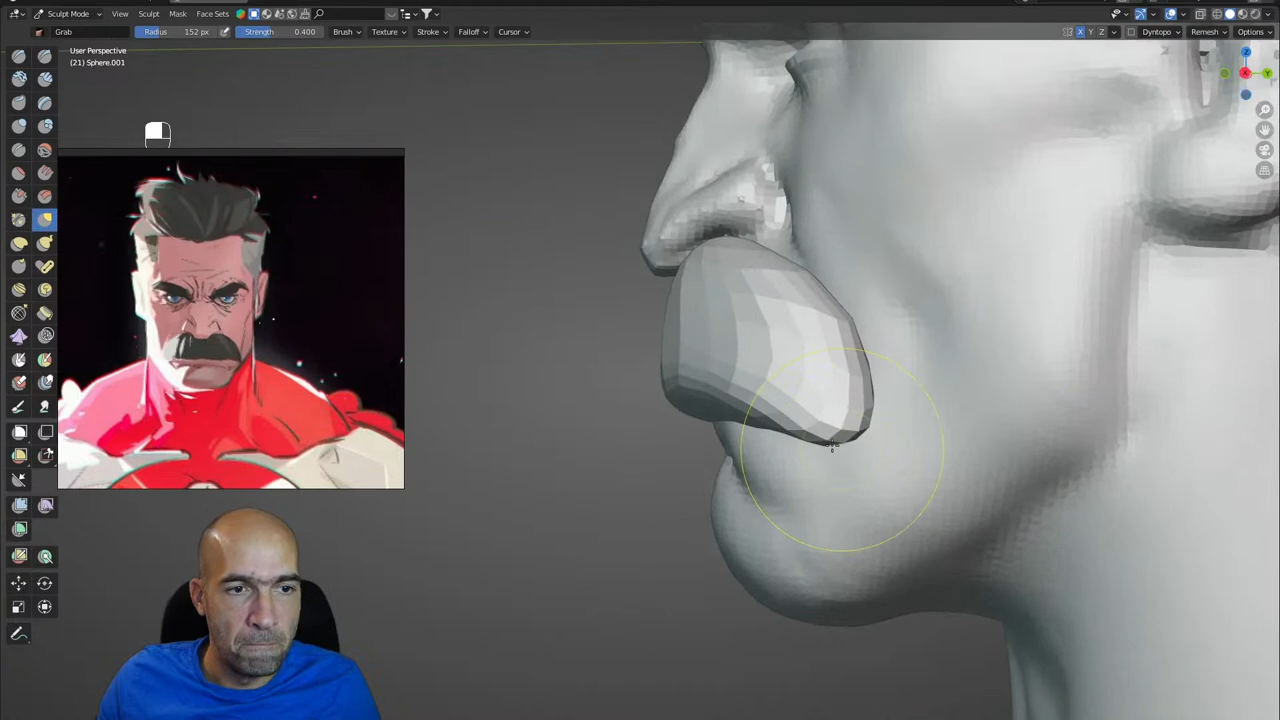 Sculpt Mode View Sculpt Mask Face Sets
Grab Radius 152 px Strength 0.400 Brush Texture Stroke Falloff Cursor X Y Z Dyntopo Remesh Options
User Perspective
(21) Sphere.001
Z
X Y